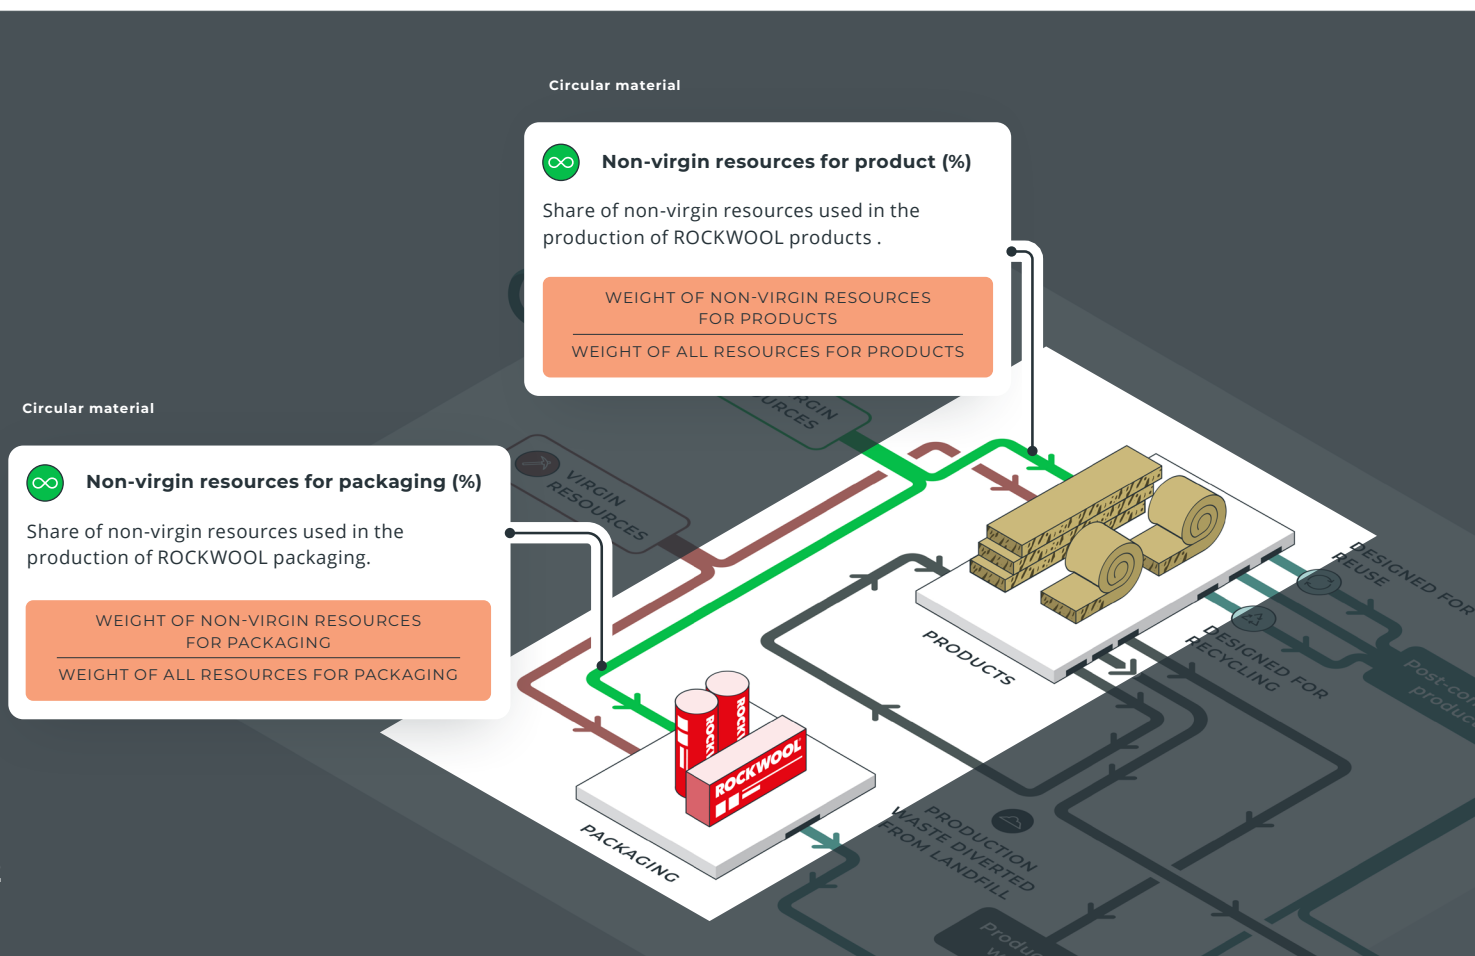 Circular material
Non-virgin resources for product (%)
Share of non-virgin resources used in the
production of ROCKWOOL products .
WEIGHT OF NON-VIRGIN RESOURCES
FOR PRODUCTS
WEIGHT OF ALL RESOURCES FOR PRODUCTS
Circular material
Non-virgin resources for packaging (%)
Share of non-virgin resources used in the
production of ROCKWOOL packaging.
WEIGHT OF NON-VIRGIN RESOURCES
FOR PACKAGING
WEIGHT OF ALL RESOURCES FOR PACKAGING
VIRGIN
RESOURCES
PRODUCTS
DESIGNED FOR
REUSE
DESIGNED FOR
RECYCLING
ROCKWOOL
PACKAGING
PRODUCTION
WASTE DIVERTED
FROM LANDFILL